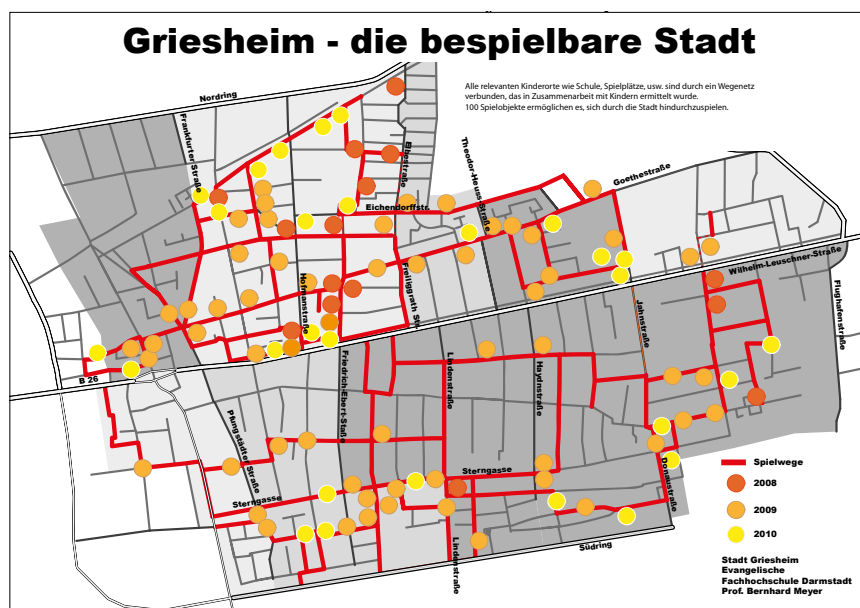 Griesheim - die bespielbare Stadt
Alle relevanten Kinderorte wie Schule, Spielplätze, usw. sind durch ein Wegenetz
verbunden, das in Zusammenarbeit mit Kindern ermittelt wurde.
100 Spielobjekte ermöglichen es, sich durch die Stadt hindurchzuspielen.
Nordring
Frankfurter Straße
Elbestraße
Theodor-Heuss-Straße
Goethestraße
Eichendorffstr.
Hofmannstraße
Freiliggrath Str.
Wilhelm-Leuschner-Straße
Flughafenstraße
Jahnstraße
B 26
Friedrich-Ebert-Staße
Lindenstraße
Haydnstraße
Pfungstädter Straße
Sterngasse
Sterngasse
Donaustraße
Lindenstraße
Südring
Spielwege
2008
2009
2010
Stadt Griesheim
Evangelische
Fachhochschule Darmstadt
Prof. Bernhard Meyer